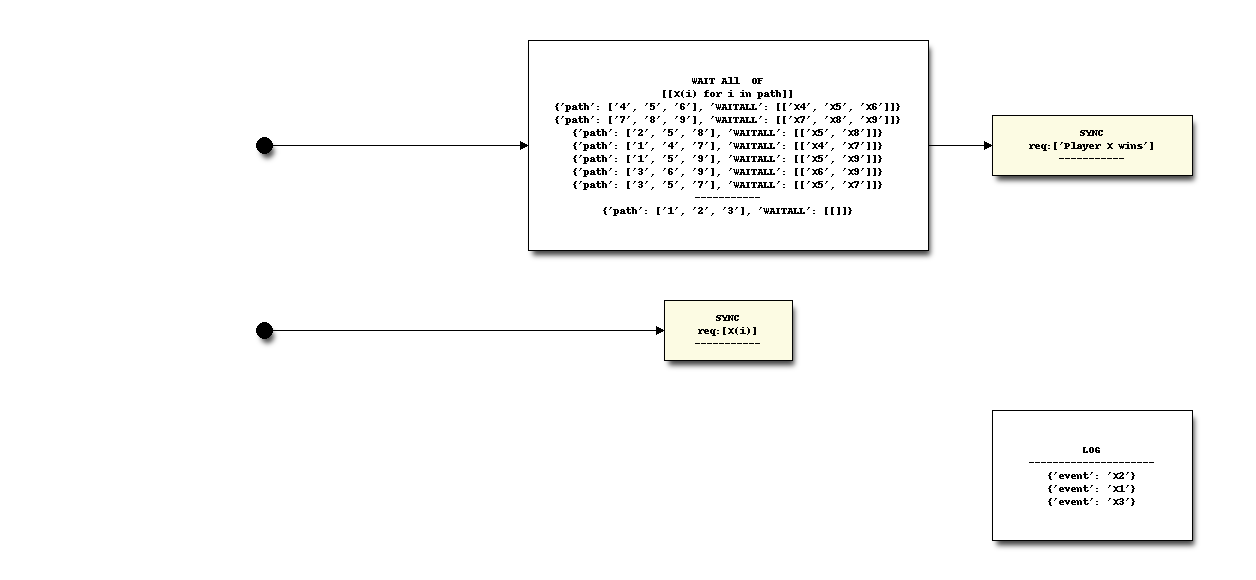 WAIT All OF
[[X(i) for i in path]]
{'path': ['4', '5', '6'], 'WAITALL': [['X4', 'X5', 'X6']]}
{'path': ['7', '8', '9'], 'WAITALL': [['X7', 'X8', 'X9']]}
{'path': ['2', '5', '8'], 'WAITALL': [['X5', 'X8']]}
{'path': ['1', '4', '7'], 'WAITALL': [['X4', 'X7']]}
{'path': ['1', '5', '9'], 'WAITALL': [['X5', 'X9']]}
{'path': ['3', '6', '9'], 'WAITALL': [['X6', 'X9']]}
{'path': ['3', '5', '7'], 'WAITALL': [['X5', 'X7']]}
-----------
{'path': ['1', '2', '3'], 'WAITALL': [[]]}
SYNC
req:['Player X wins']
-----------
SYNC
req:[X(i)]
-----------
LOG
---------------------
{'event': 'X2'}
{'event': 'X1'}
{'event': 'X3'}